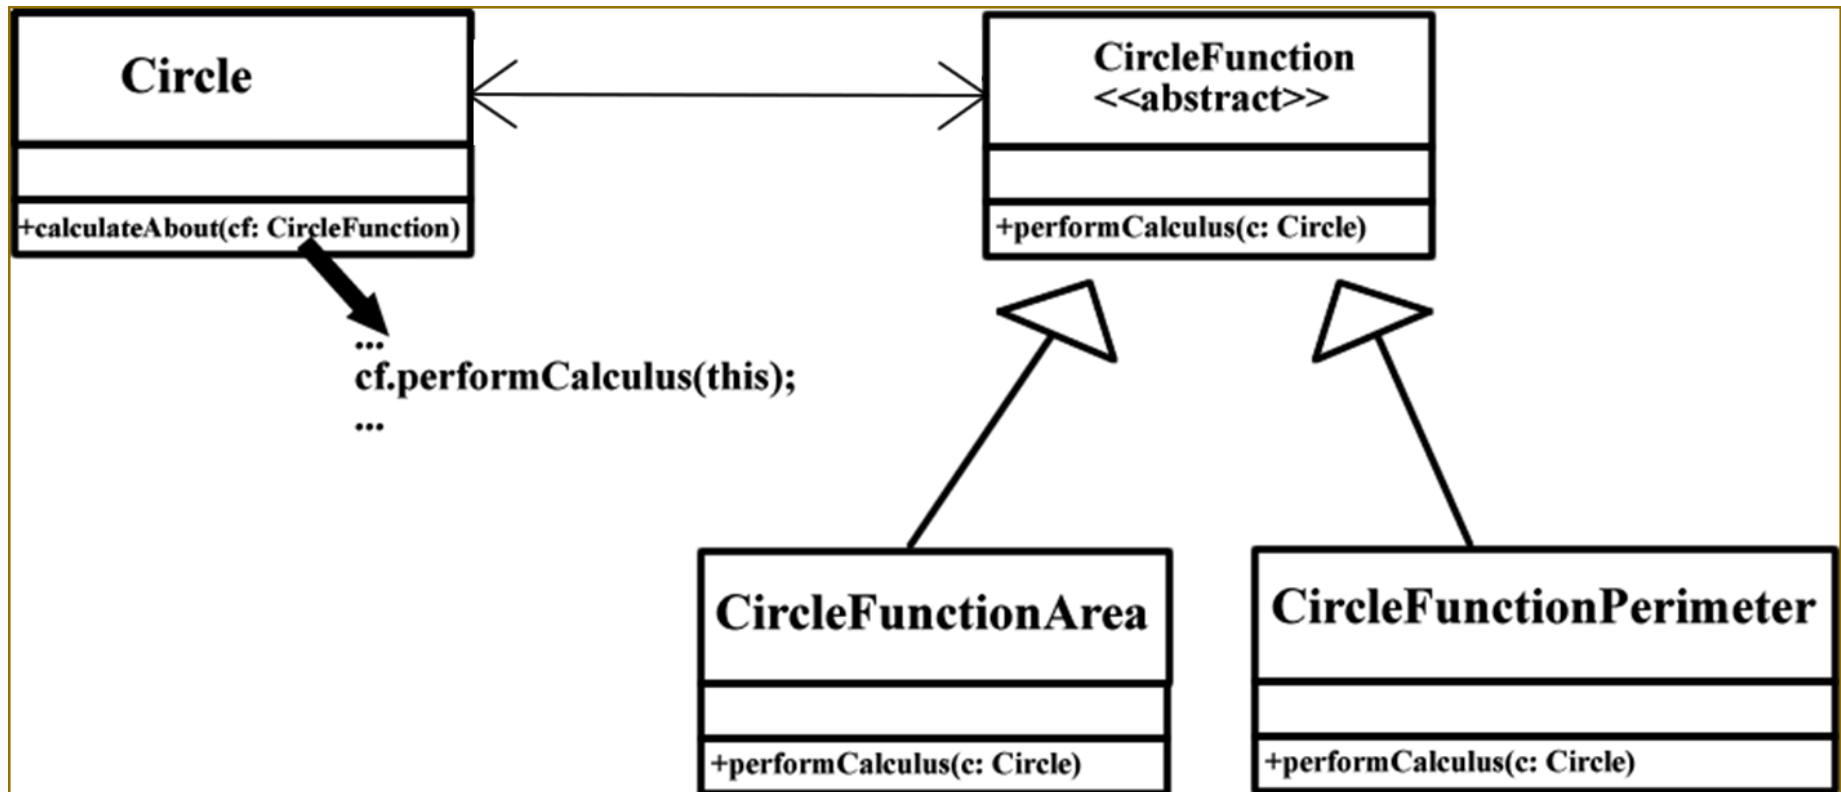 Circle
+calculateAbout(cf: CircleFunction)
...
cf.performCalculus(this);
...
CircleFunction
<<abstract>>
+performCalculus(c: Circle)
CircleFunctionArea
+performCalculus(c: Circle)
CircleFunctionPerimeter
+performCalculus(c: Circle)